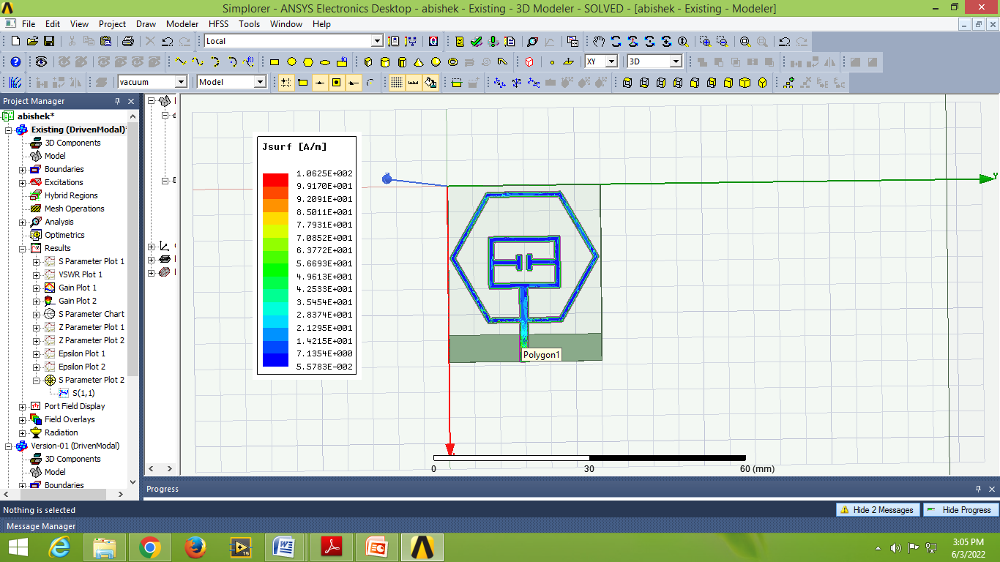 Simplorer - ANSYS Electronics Desktop - abishek - Existing - 3D Modeler - SOLVED - [abishek - Existing - Modeler]
File Edit View Project Draw Modeler HFSS Tools Window Help
Local
XY 3D
vacuum Model
Project Manager
abishek*
Existing (DrivenModal)*
3D Components
Model
Boundaries
Excitations
Hybrid Regions
Mesh Operations
Analysis
Optimetrics
Results
S Parameter Plot 1
VSWR Plot 1
Gain Plot 1
Gain Plot 2
S Parameter Chart
Z Parameter Plot 1
Z Parameter Plot 2
Epsilon Plot 1
Epsilon Plot 2
S Parameter Plot 2
S(1,1)
Port Field Display
Field Overlays
Radiation
Version-01 (DrivenModal)
3D Components
Model
Boundaries
Jsurf [A/m]
1.0625E+002
9.9170E+001
9.2091E+001
8.5011E+001
7.7931E+001
7.0852E+001
6.3772E+001
5.6693E+001
4.9613E+001
4.2533E+001
3.5454E+001
2.8374E+001
2.1295E+001
1.4215E+001
7.1354E+000
5.5783E-002
Z
Y
Polygon1
0 30 60 (mm)
Progress
Nothing is selected
Hide 2 Messages Hide Progress
Message Manager
15
3:05 PM
6/3/2022